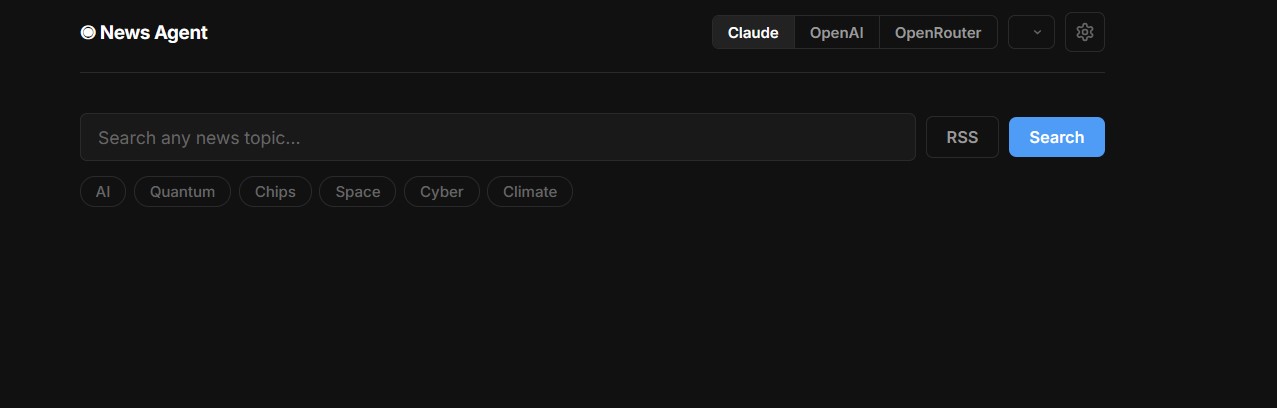 ◉ News Agent
Claude OpenAI OpenRouter
Search any news topic... RSS Search
AI Quantum Chips Space Cyber Climate